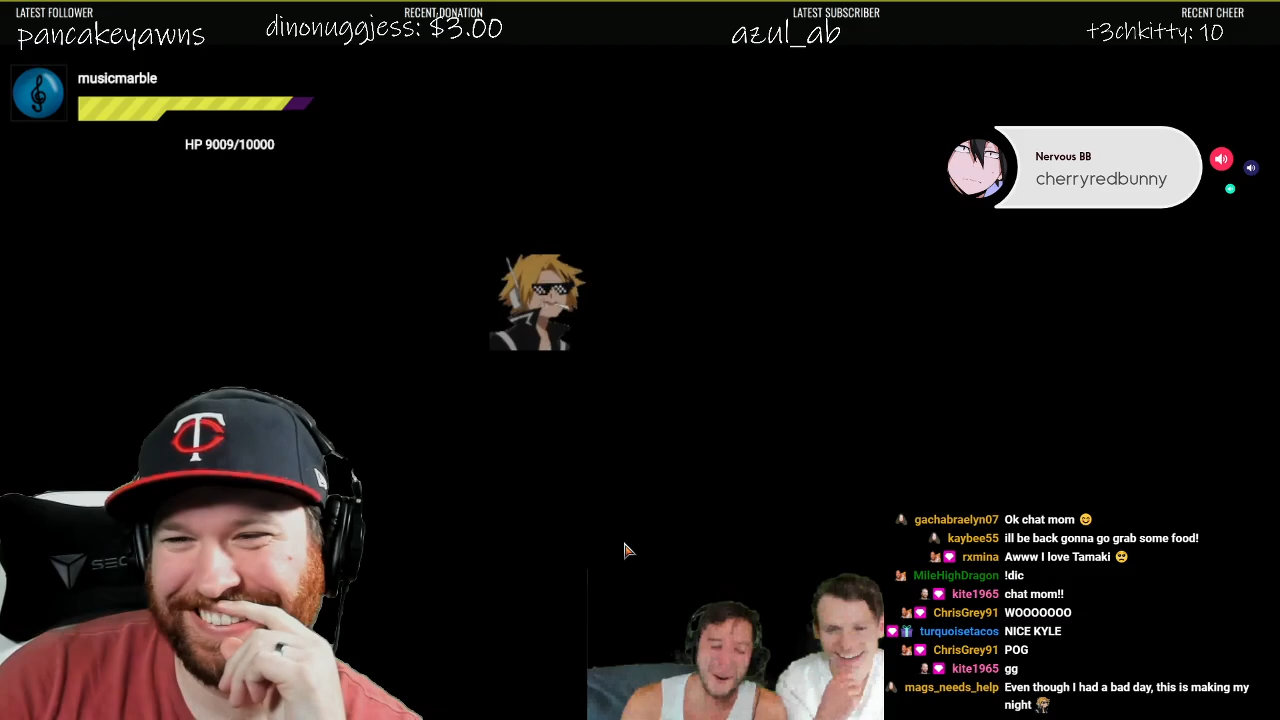 LATEST FOLLOWER
pancakeyawns
RECENT DONATION
dinonuggjess: $3.00
LATEST SUBSCRIBER
azul_ab
RECENT CHEER
t3chkitty: 10
musicmarble
HP 9009/10000
Nervous BB
cherryredbunny
TC
SEC
gachabraelyn07 Ok chat mom 😊
kaybee55 ill be back gonna go grab some food!
rxmina Awww I love Tamaki 🥺
MileHighDragon !dic
kite1965 chat mom!!
ChrisGrey91 WOOOOOOO
turquoisetacos NICE KYLE
ChrisGrey91 POG
kite1965 gg
mags_needs_help Even though I had a bad day, this is making my
night